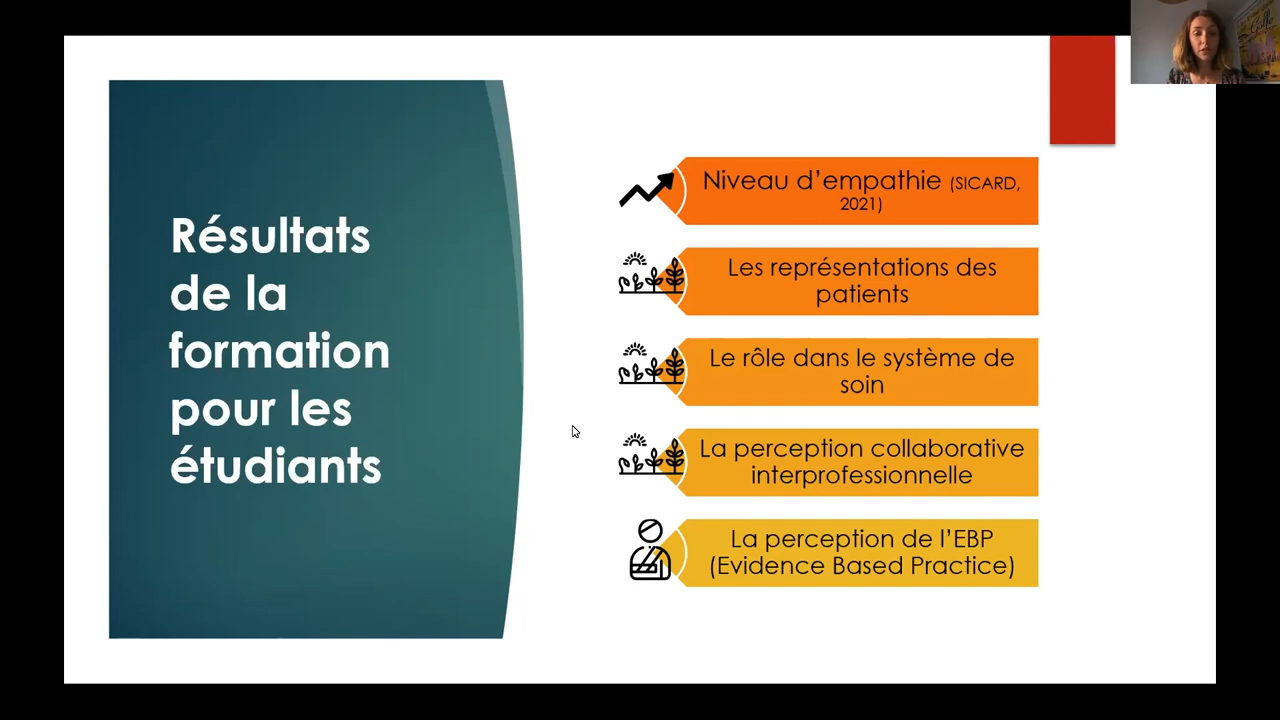 Résultats
de la
formation
pour les
étudiants
Niveau d’empathie (SICARD,
2021)
Les représentations des
patients
Le rôle dans le système de
soin
La perception collaborative
interprofessionnelle
La perception de l’EBP
(Evidence Based Practice)